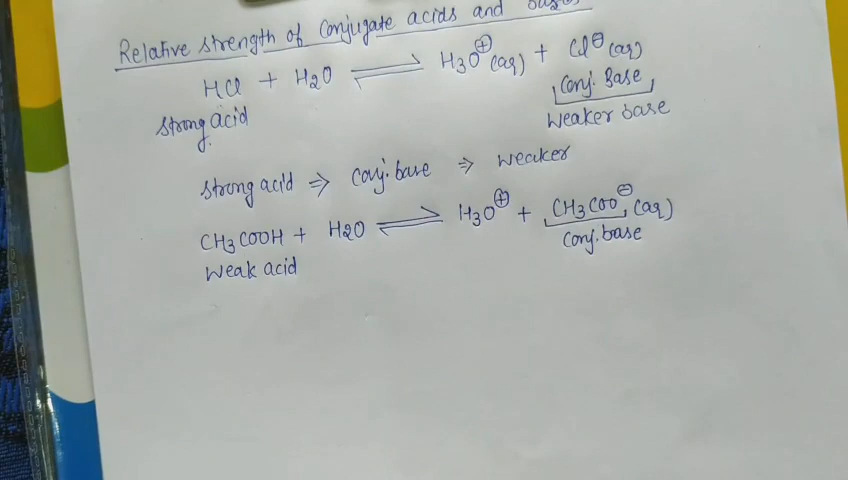 Relative strength of conjugate acids and
HCl + H2O ⇌ H3O⊕ (aq) + Cl⊖ (aq)
strong acid
Conj. Base
weaker base
strong acid ⇒ conj. base ⇒ weaker
CH3COOH + H2O ⇌ H3O⊕ + CH3COO⊖ (aq)
weak acid
Conj. base